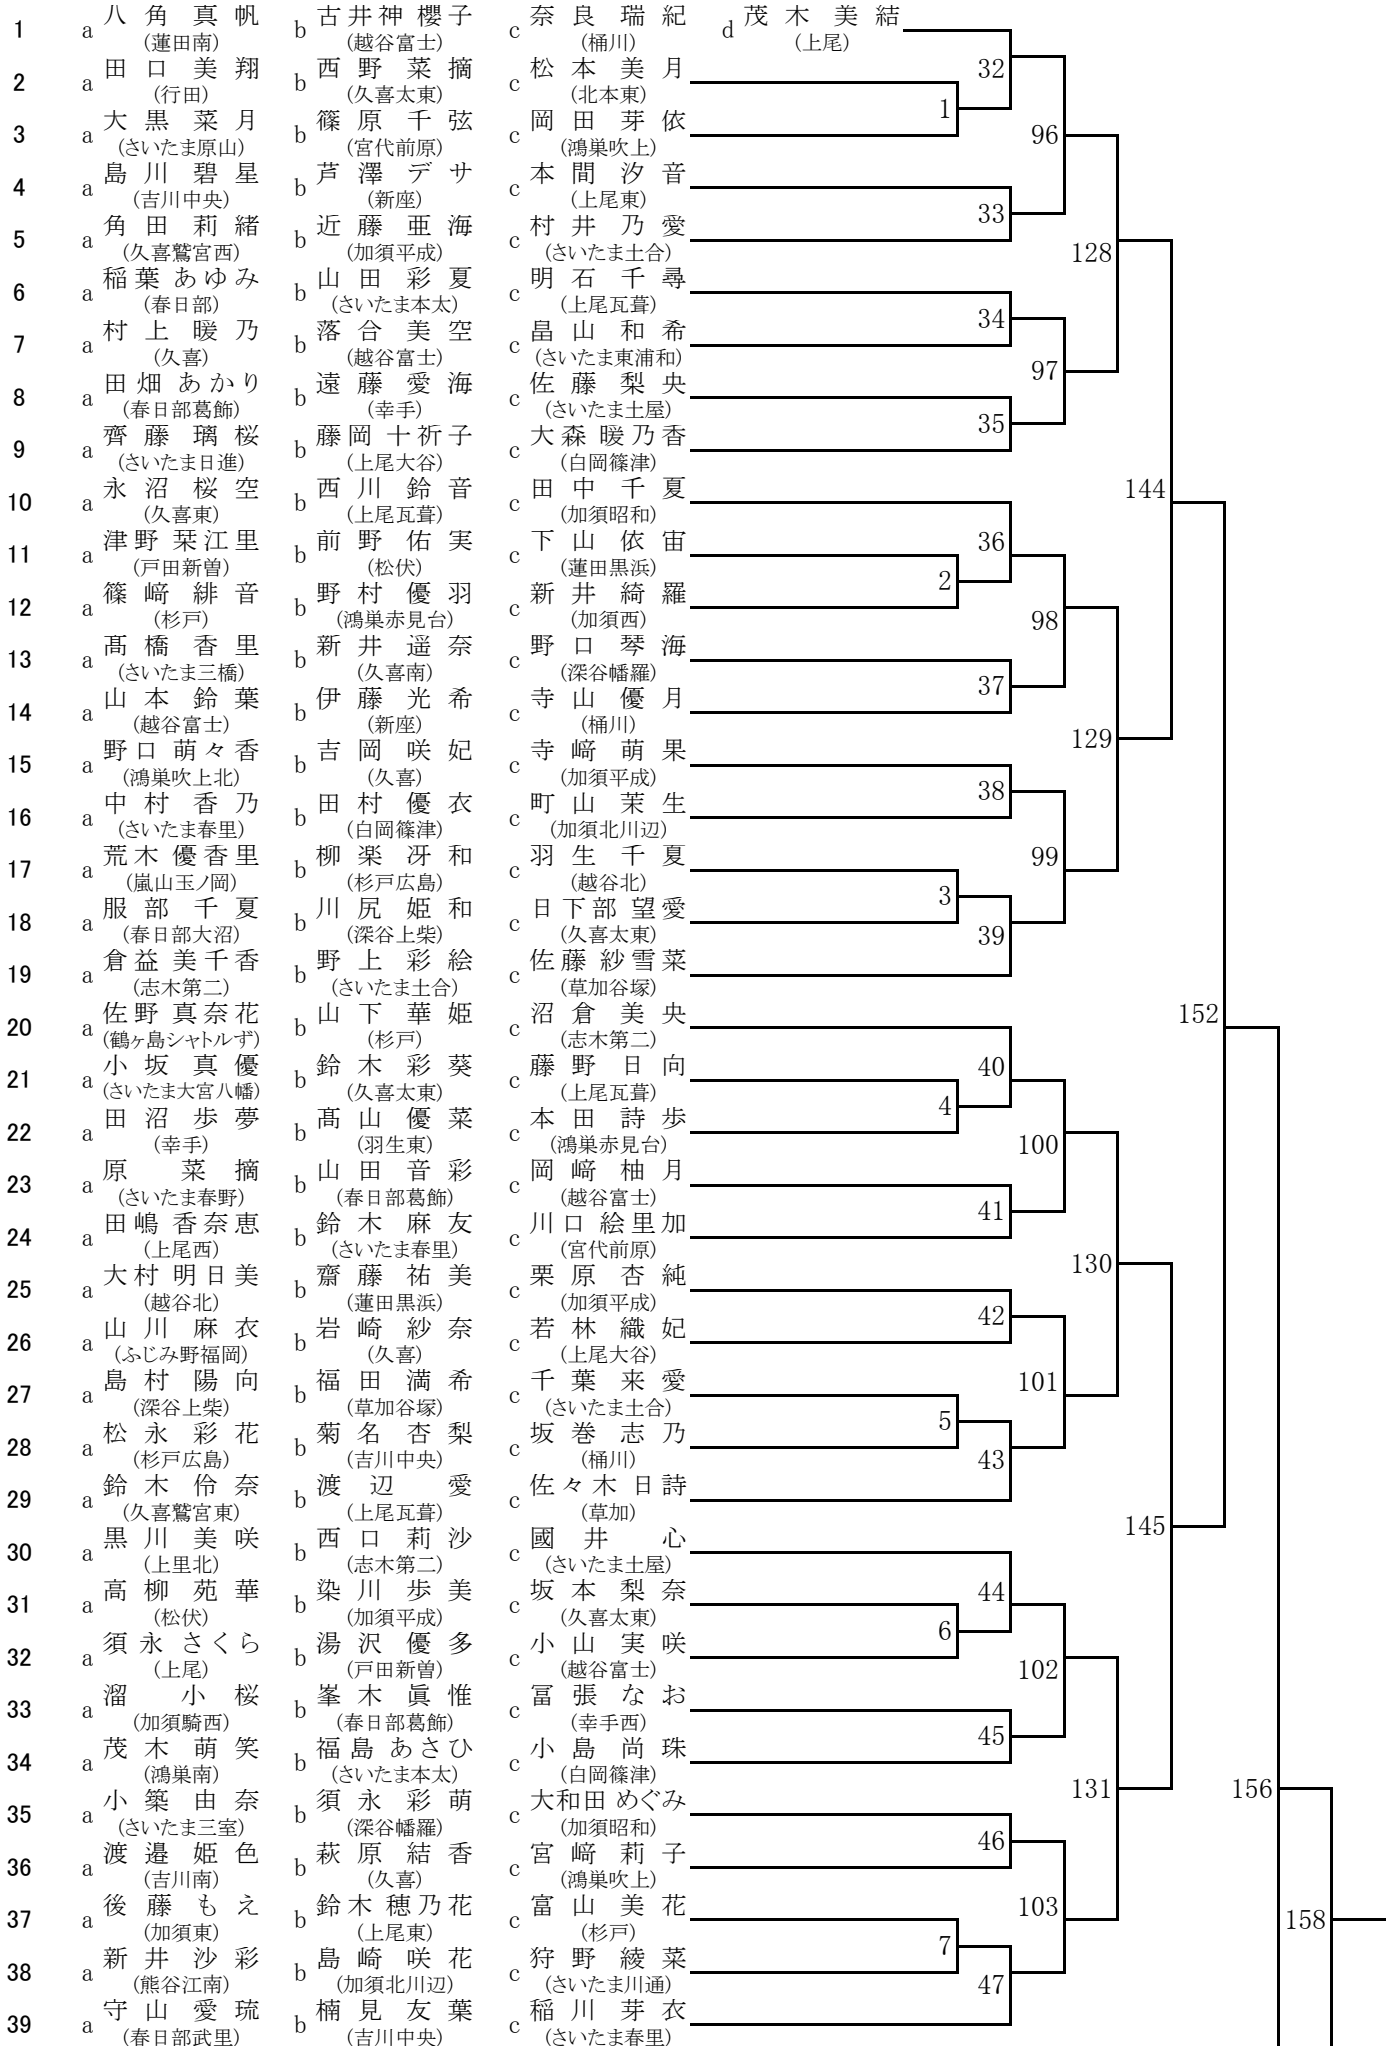 1 a 八角 真帆 b 古井神 櫻子 c 奈良 瑞紀 d 茂木 美結
(蓮田南) (越谷富士) (桶川) (上尾)
2 a 田口 美翔 b 西野 菜摘 c 松本 美月 32
(行田) (久喜太東) (北本東) 1
3 a 大黒 菜月 b 篠原 千弦 c 岡田 芽依 96
(さいたま原山) (宮代前原) (鴻巣吹上)
4 a 島川 碧星 b 芦澤 デサ c 本間 汐音
(吉川中央) (新座) (上尾東) 33
5 a 角田 莉緒 b 近藤 亜海 c 村井 乃愛
(久喜鷲宮西) (加須平成) (さいたま土合) 128
6 a 稲葉 あゆみ b 山田 彩夏 c 明石 千尋
(春日部) (さいたま本太) (上尾瓦葺) 34
7 a 村上 暖乃 b 落合 美空 c 畠山 和希
(久喜) (越谷富士) (さいたま東浦和) 97
8 a 田畑 あかり b 遠藤 愛海 c 佐藤 梨央
(春日部葛飾) (幸手) (さいたま土屋) 35
9 a 齊藤 璃桜 b 藤岡 十祈子 c 大森 暖乃香
(さいたま日進) (上尾大谷) (白岡篠津)
10 a 永沼 桜空 b 西川 鈴音 c 田中 千夏 144
(久喜東) (上尾瓦葺) (加須昭和)
11 a 津野 栞江里 b 前野 佑実 c 下山 依宙 36
(戸田新曽) (松伏) (蓮田黒浜) 2
12 a 篠﨑 緋音 b 野村 優羽 c 新井 綺羅
(杉戸) (鴻巣赤見台) (加須西) 98
13 a 髙橋 香里 b 新井 遥奈 c 野口 琴海
(さいたま三橋) (久喜南) (深谷幡羅) 37
14 a 山本 鈴葉 b 伊藤 光希 c 寺山 優月
(越谷富士) (新座) (桶川) 129
15 a 野口 萌々香 b 吉岡 咲妃 c 寺﨑 萌果
(鴻巣吹上北) (久喜) (加須平成) 38
16 a 中村 香乃 b 田村 優衣 c 町山 茉生
(さいたま春里) (白岡篠津) (加須北川辺)
17 a 荒木 優香里 b 柳楽 冴和 c 羽生 千夏 99
(嵐山玉ノ岡) (杉戸広島) (越谷北) 3
18 a 服部 千夏 b 川尻 姫和 c 日下部 望愛
(春日部大沼) (深谷上柴) (久喜太東) 39
19 a 倉益 美千香 b 野上 彩絵 c 佐藤 紗雪菜
(志木第二) (さいたま土合) (草加谷塚)
20 a 佐野 真奈花 b 山下 華姫 c 沼倉 美央 152
(鶴ヶ島シャトルず) (杉戸) (志木第二)
21 a 小坂 真優 b 鈴木 彩葵 c 藤野 日向 40
(さいたま大宮八幡) (久喜太東) (上尾瓦葺) 4
22 a 田沼 歩夢 b 髙山 優菜 c 本田 詩歩
(幸手) (羽生東) (鴻巣赤見台) 100
23 a 原 菜摘 b 山田 音彩 c 岡﨑 柚月
(さいたま春野) (春日部葛飾) (越谷富士) 41
24 a 田嶋 香奈恵 b 鈴木 麻友 c 川口 絵里加
(上尾西) (さいたま春里) (宮代前原) 130
25 a 大村 明日美 b 齋藤 祐美 c 栗原 杏純
(越谷北) (蓮田黒浜) (加須平成) 42
26 a 山川 麻衣 b 岩崎 紗奈 c 若林 織妃
(ふじみ野福岡) (久喜) (上尾大谷)
27 a 島村 陽向 b 福田 満希 c 千葉 来愛 101
(深谷上柴) (草加谷塚) (さいたま土合) 5
28 a 松永 彩花 b 菊名 杏梨 c 坂巻 志乃
(杉戸広島) (吉川中央) (桶川) 43
29 a 鈴木 伶奈 b 渡辺 愛 c 佐々木 日詩
(久喜鷲宮東) (上尾瓦葺) (草加) 145
30 a 黒川 美咲 b 西口 莉沙 c 國井 心
(上里北) (志木第二) (さいたま土屋)
31 a 高柳 苑華 b 染川 歩美 c 坂本 梨奈 44
(松伏) (加須平成) (久喜太東) 6
32 a 須永 さくら b 湯沢 優多 c 小山 実咲
(上尾) (戸田新曽) (越谷富士) 102
33 a 溜 小桜 b 峯木 眞惟 c 冨張 なお
(加須騎西) (春日部葛飾) (幸手西) 45
34 a 茂木 萌笑 b 福島 あさひ c 小島 尚珠
(鴻巣南) (さいたま本太) (白岡篠津) 131 156
35 a 小築 由奈 b 須永 彩萌 c 大和田 めぐみ
(さいたま三室) (深谷幡羅) (加須昭和) 46
36 a 渡邉 姫色 b 萩原 結香 c 宮﨑 莉子
(吉川南) (久喜) (鴻巣吹上)
37 a 後藤 もえ b 鈴木 穂乃花 c 富山 美花 103 158
(加須東) (上尾東) (杉戸) 7
38 a 新井 沙彩 b 島崎 咲花 c 狩野 綾菜
(熊谷江南) (加須北川辺) (さいたま川通) 47
39 a 守山 愛琉 b 楠見 友葉 c 稲川 芽衣
(春日部武里) (吉川中央) (さいたま春里)